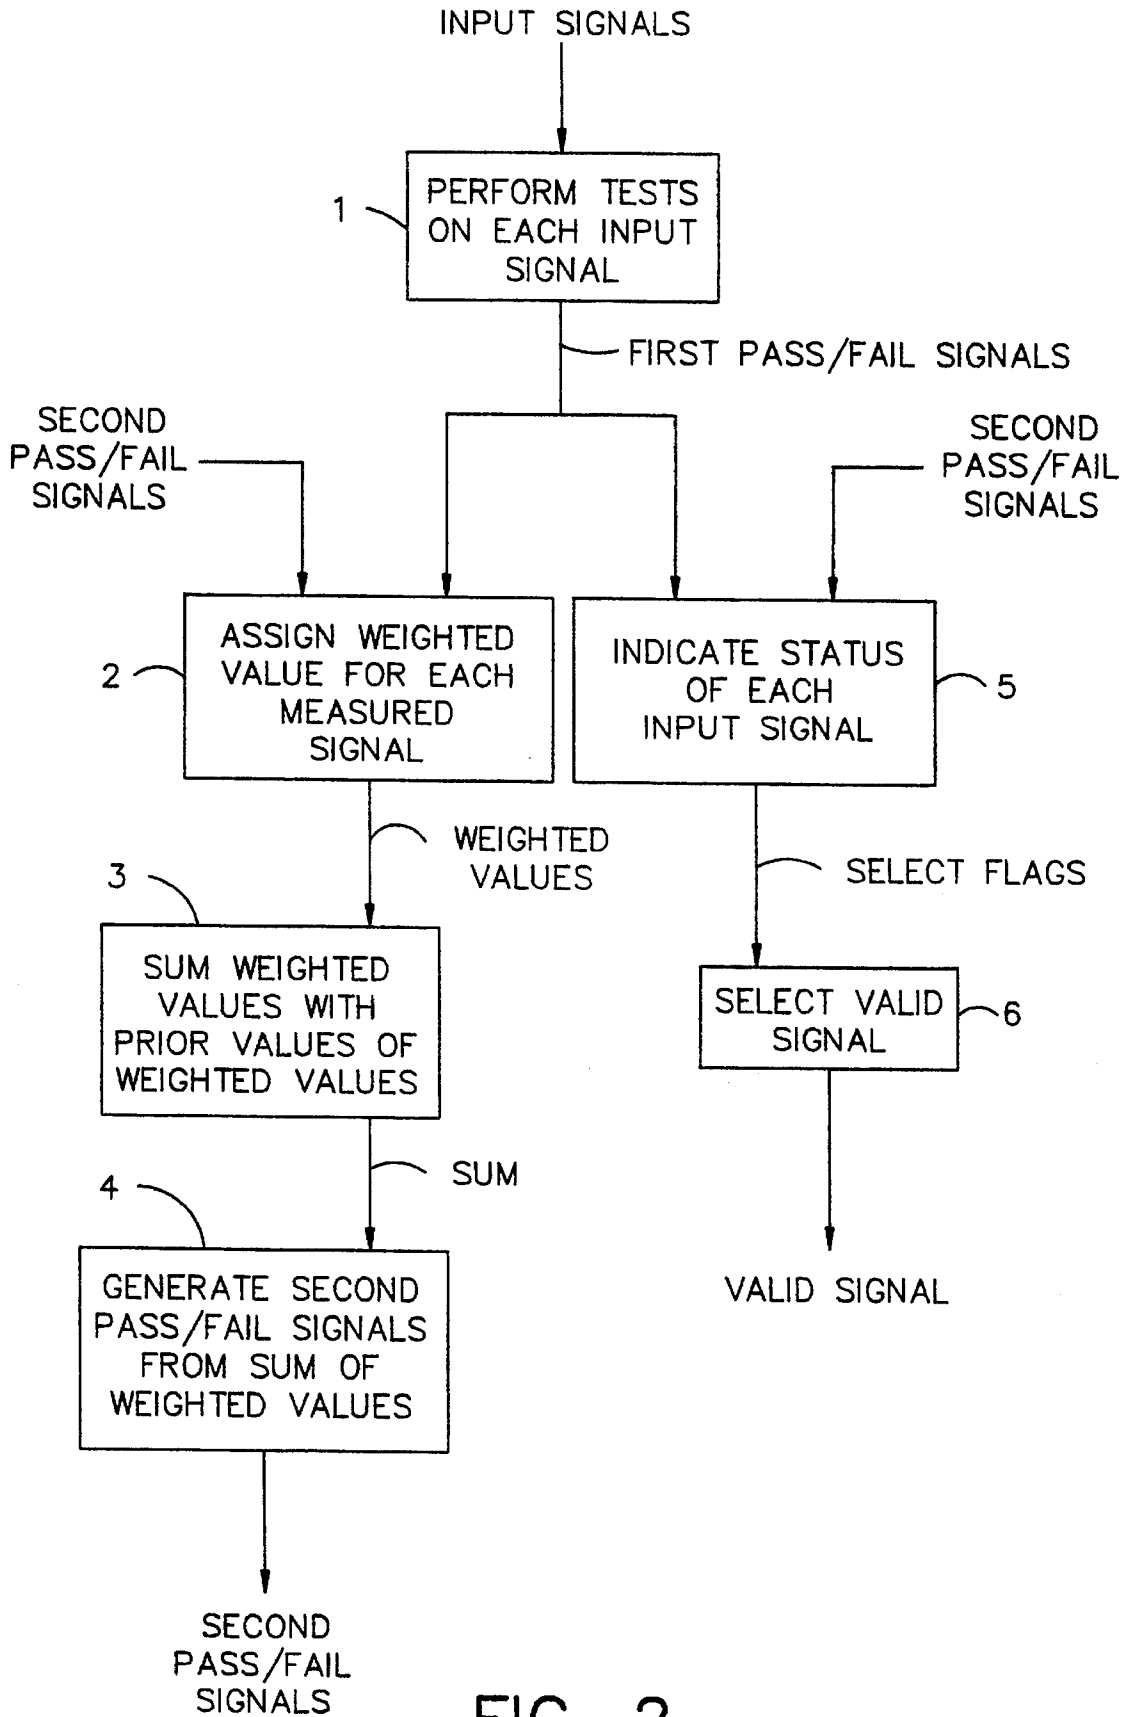 INPUT SIGNALS
1
PERFORM TESTS
ON EACH INPUT
SIGNAL
FIRST PASS/FAIL SIGNALS
SECOND
PASS/FAIL
SIGNALS
SECOND
PASS/FAIL
SIGNALS
2
ASSIGN WEIGHTED
VALUE FOR EACH
MEASURED
SIGNAL
INDICATE STATUS
OF EACH
INPUT SIGNAL
5
WEIGHTED
VALUES
SELECT FLAGS
3
SUM WEIGHTED
VALUES WITH
PRIOR VALUES OF
WEIGHTED VALUES
SELECT VALID
SIGNAL
6
SUM
4
GENERATE SECOND
PASS/FAIL SIGNALS
FROM SUM OF
WEIGHTED VALUES
VALID SIGNAL
SECOND
PASS/FAIL
SIGNALS